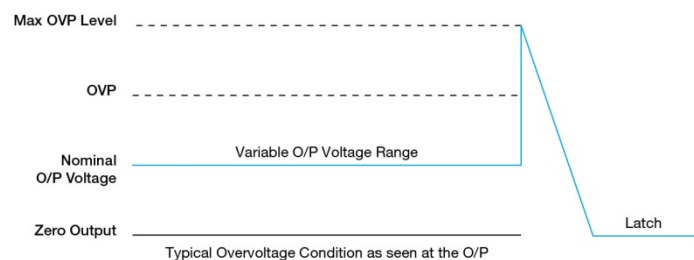 Max OVP Level
OVP
Variable O/P Voltage Range
Nominal
O/P Voltage
Zero Output
Latch
Typical Overvoltage Condition as seen at the O/P